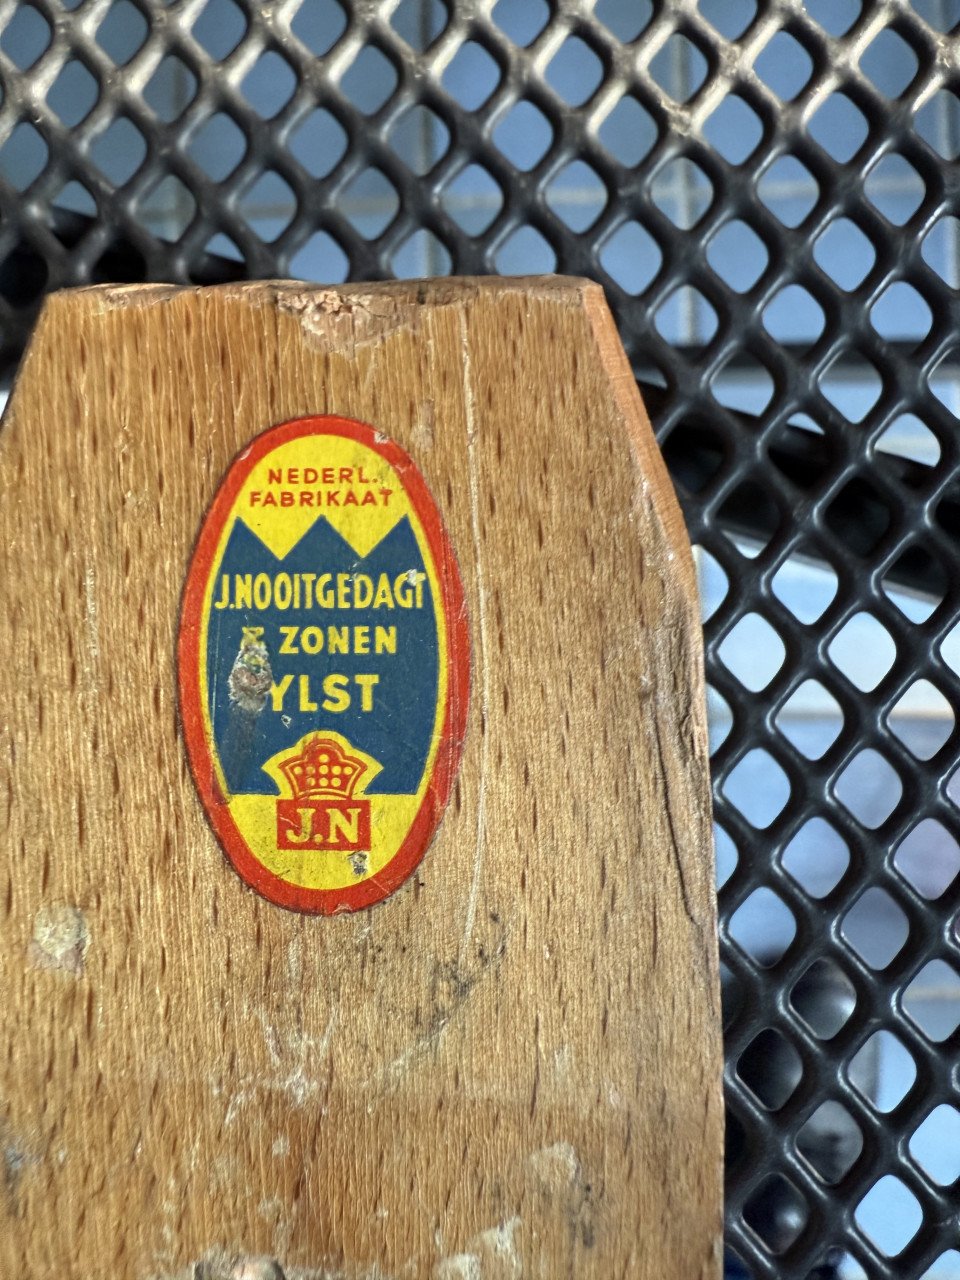 NEDERL.
FABRIKAAT
J.NOOITGEDAGT
ZONEN
YLST
J.N